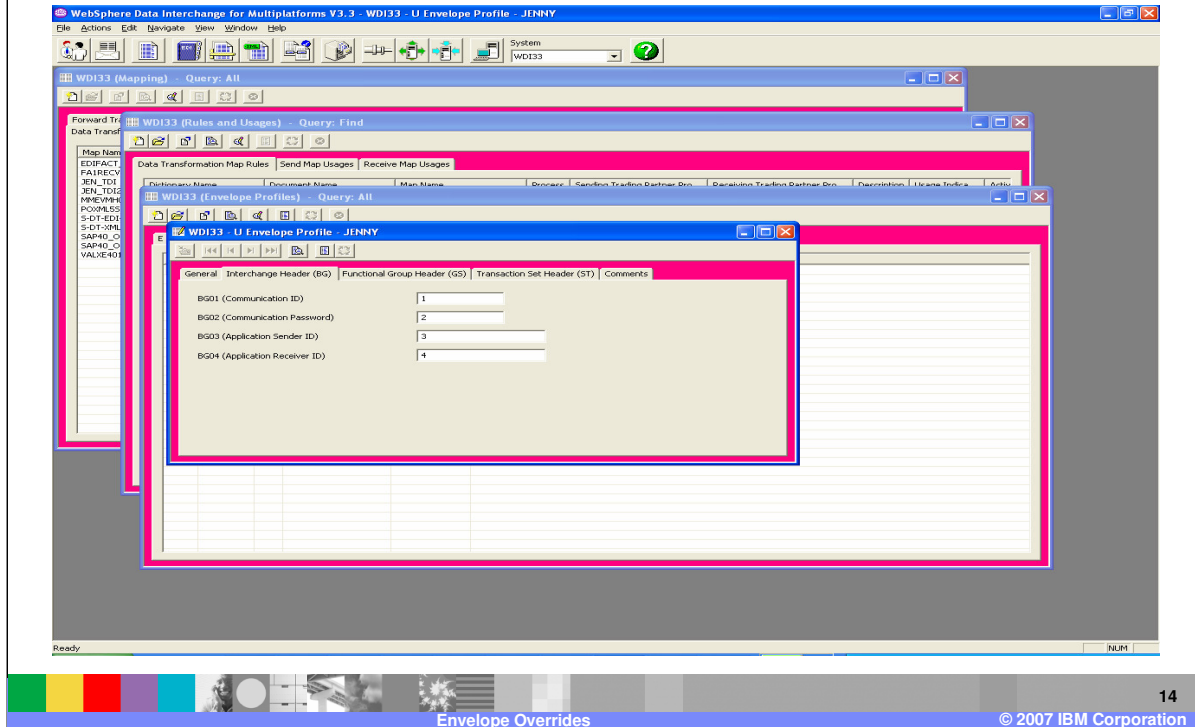 WebSphere Data Interchange for Multiplatforms V3.3 - WDI33 - U Envelope Profile - JENNY
File Actions Edit Navigate View Window Help
System
WDI33
WDI33 (Mapping) - Query: All
Forward Tra
Data Transf
WDI33 (Rules and Usages) - Query: Find
Map Nam
EDIFACT_
FA1RECV
JEN_TDI
JEN_TDI2
MMEVMH
POXML5S
S-DT-EDI
S-DT-XML
SAP40_O
SAP40_O
VALXE401
Data Transformation Map Rules Send Map Usages Receive Map Usages
Dictionary Name Document Name Map Name Process Sending Trading Partner Pro Receiving Trading Partner Pro Description Usage Indica Activ
WDI33 (Envelope Profiles) - Query: All
E
WDI33 - U Envelope Profile - JENNY
General Interchange Header (BG) Functional Group Header (GS) Transaction Set Header (ST) Comments
BG01 (Communication ID) 1
BG02 (Communication Password) 2
BG03 (Application Sender ID) 3
BG04 (Application Receiver ID) 4
Ready NUM
14
Envelope Overrides © 2007 IBM Corporation